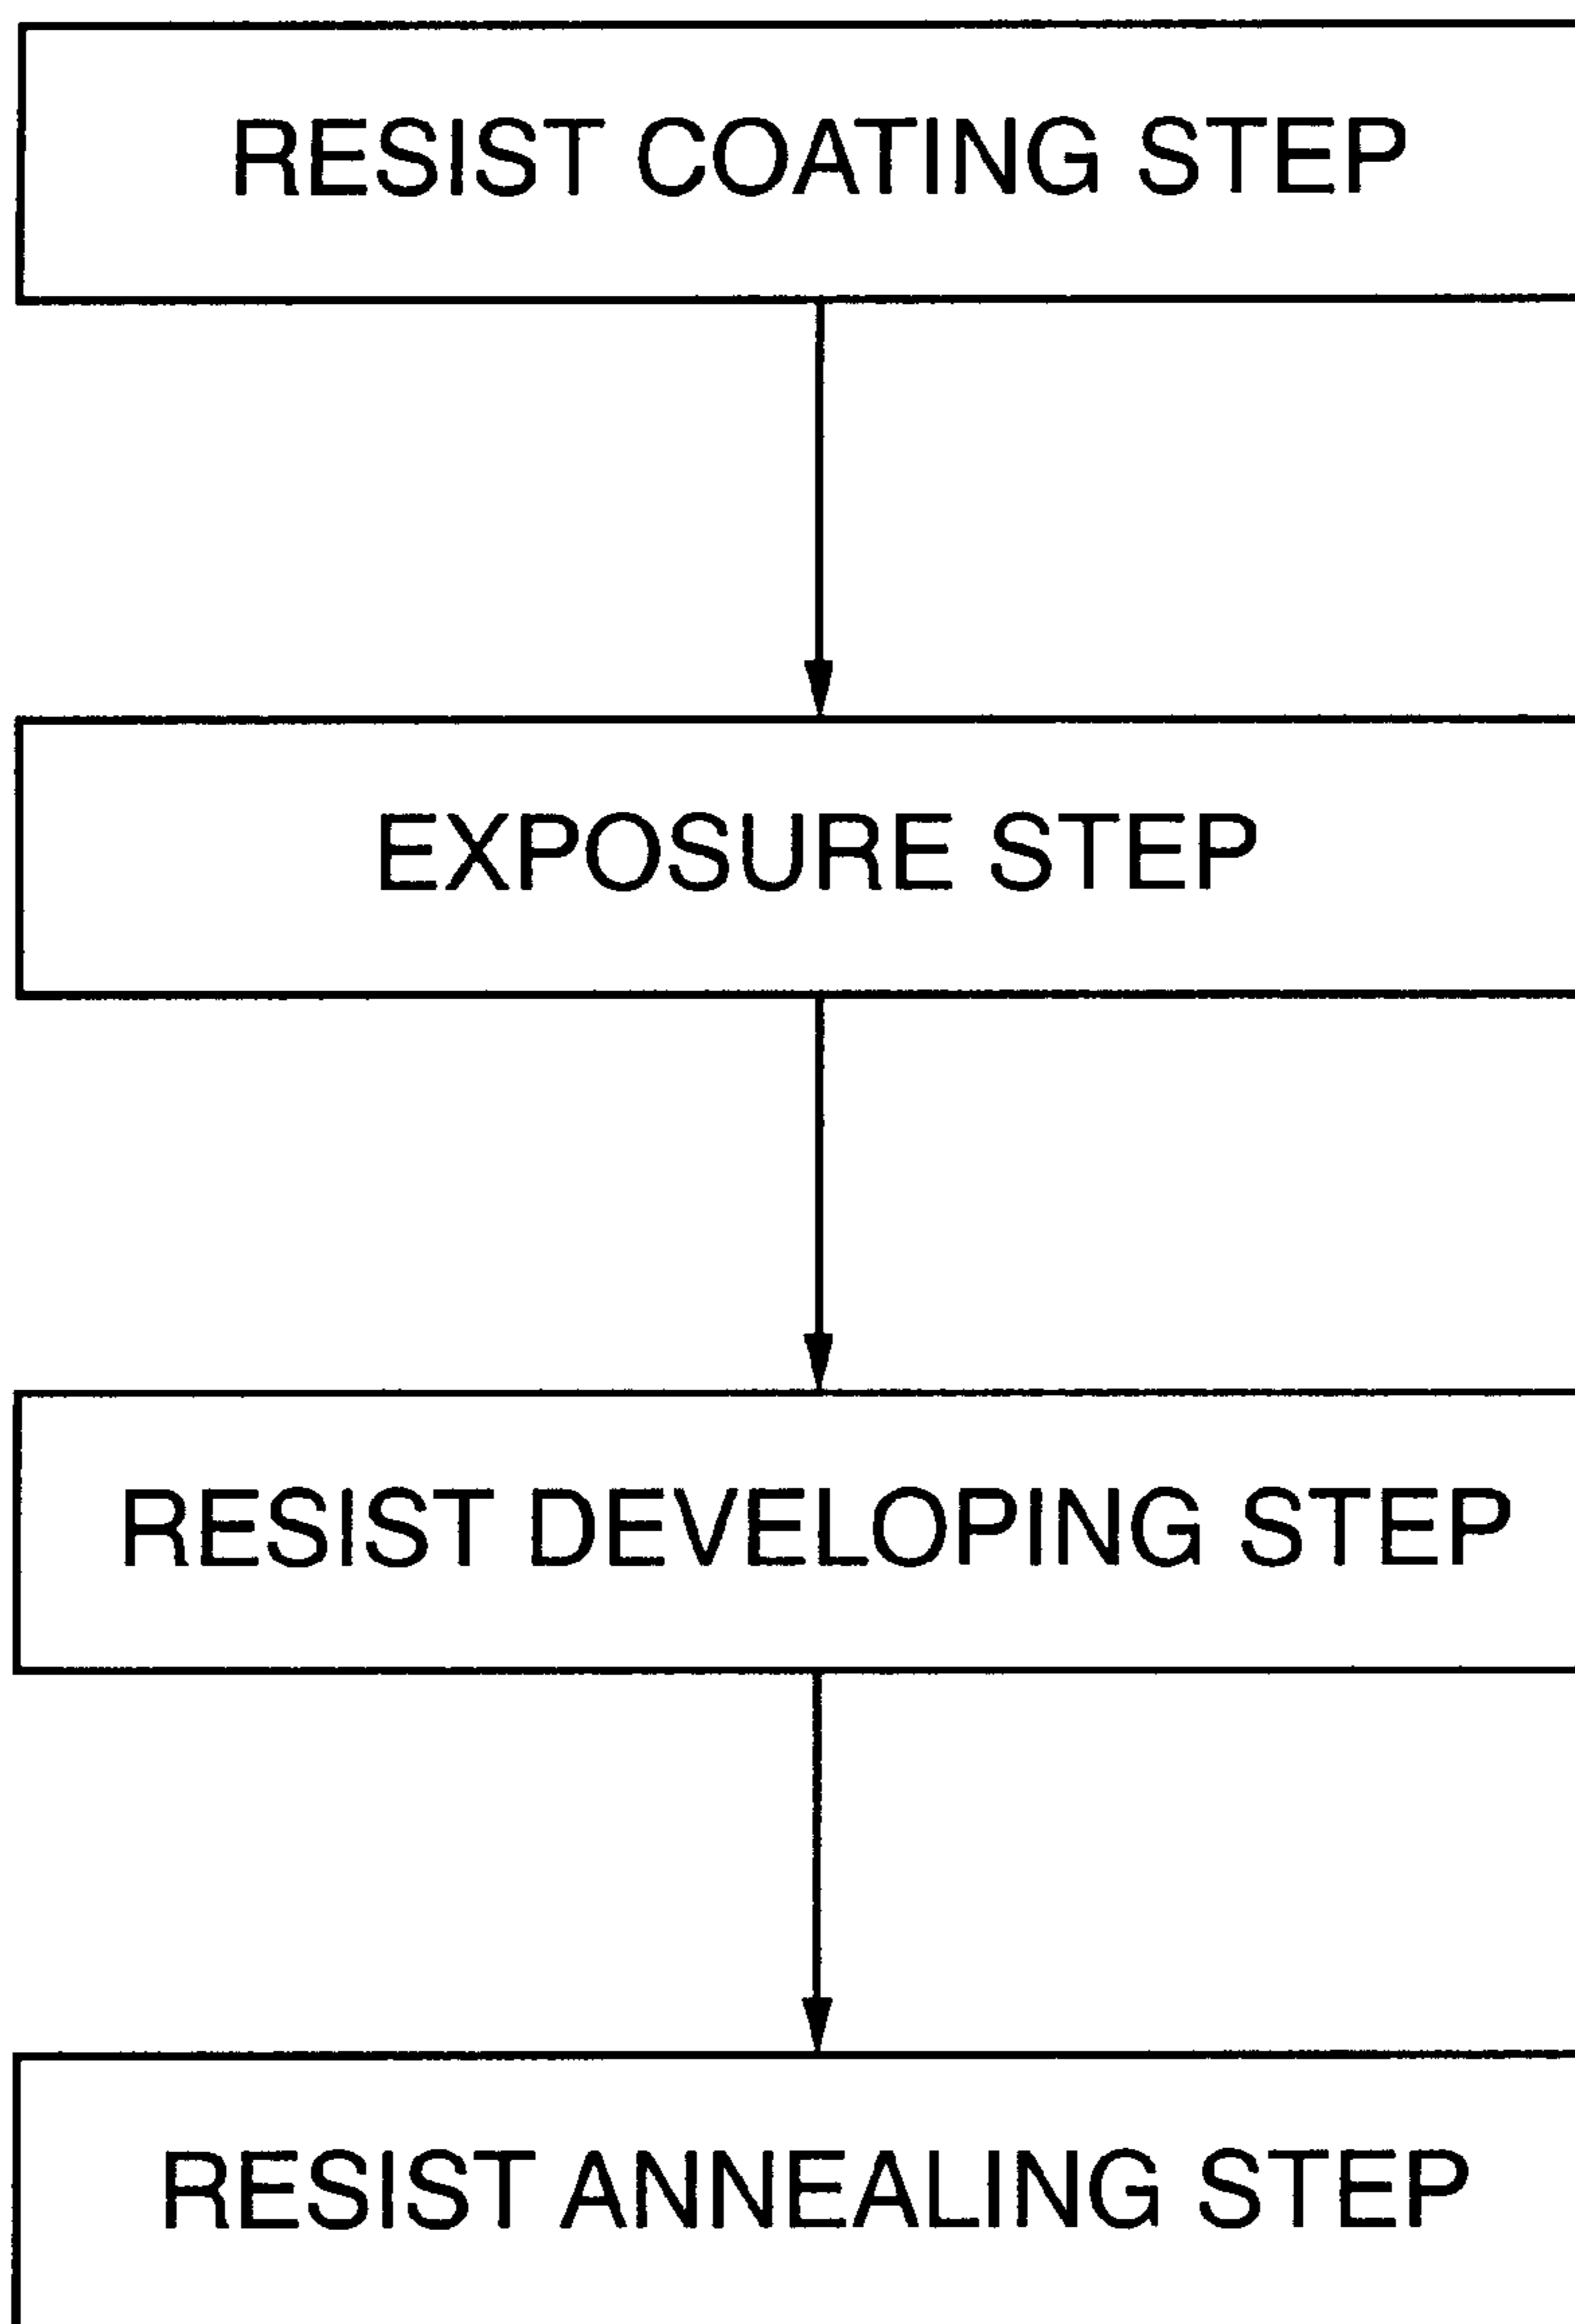 RESIST COATING STEP
EXPOSURE STEP
RESIST DEVELOPING STEP
RESIST ANNEALING STEP